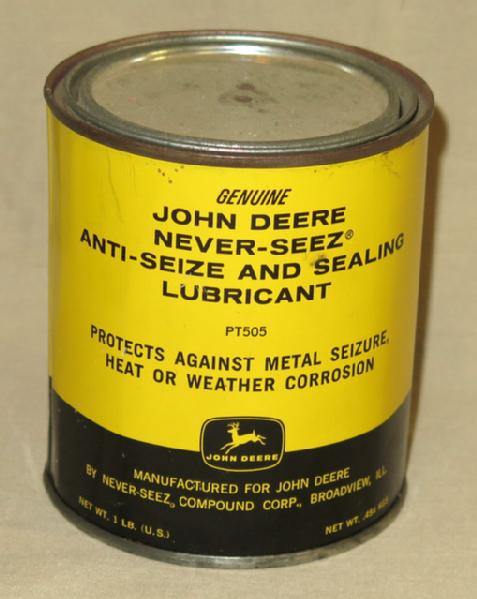 GENUINE
JOHN DEERE
NEVER-SEEZ®
ANTI-SEIZE AND SEALING
LUBRICANT
PT505
PROTECTS AGAINST METAL SEIZURE,
HEAT OR WEATHER CORROSION
JOHN DEERE
MANUFACTURED FOR JOHN DEERE
BY NEVER-SEEZ COMPOUND CORP., BROADVIEW, ILL.
NET WT. 1 LB. (U.S.)
NET WT.